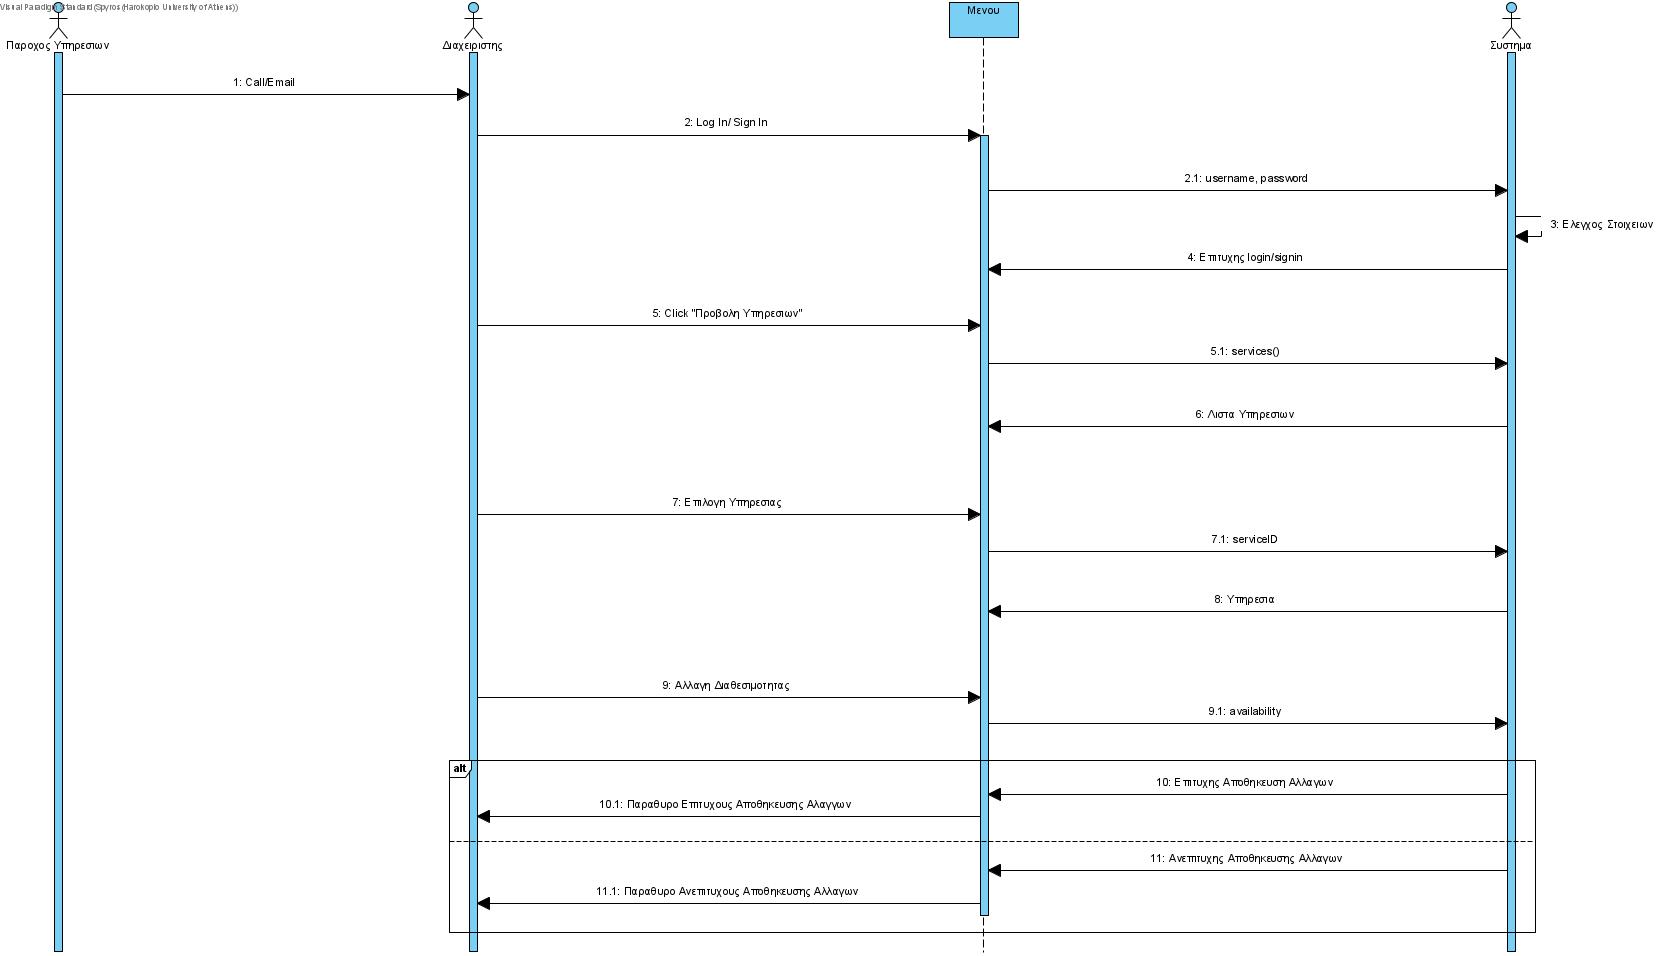 Visual Paradigm Standard (Spyros (Harokopio University of Athens))
Παροχος Υπηρεσιων
Διαχειριστης
Μενου
Συστημα
1: Call/Email
2: Log In/ Sign In
2.1: username, password
3: Ελεγχος Στοιχειων
4: Επιτυχης login/signin
5: Click "Προβολη Υπηρεσιων"
5.1: services()
6: Λιστα Υπηρεσιων
7: Επιλογη Υπηρεσιας
7.1: serviceID
8: Υπηρεσια
9: Αλλαγη Διαθεσιμοτητας
9.1: availability
alt
10: Επιτυχης Αποθηκευση Αλλαγων
10.1: Παραθυρο Επιτυχους Αποθηκευσης Αλαγγων
11: Ανεπιτυχης Αποθηκευσης Αλλαγων
11.1: Παραθυρο Ανεπιτυχους Αποθηκευσης Αλλαγων